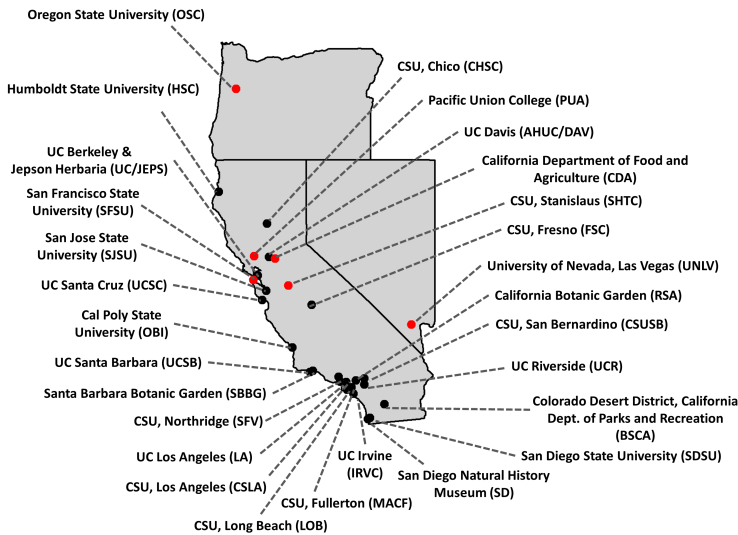 Oregon State University (OSC)
Humboldt State University (HSC)
UC Berkeley &
Jepson Herbaria (UC/JEPS)
San Francisco State
University (SFSU)
San Jose State
University (SJSU)
UC Santa Cruz (UCSC)
Cal Poly State
University (OBI)
UC Santa Barbara (UCSB)
Santa Barbara Botanic Garden (SBBG)
CSU, Northridge (SFV)
UC Los Angeles (LA)
CSU, Los Angeles (CSLA)
CSU, Long Beach (LOB)
CSU, Fullerton (MACF)
UC Irvine
(IRVC)
CSU, Chico (CHSC)
Pacific Union College (PUA)
UC Davis (AHUC/DAV)
California Department of Food and
Agriculture (CDA)
CSU, Stanislaus (SHTC)
CSU, Fresno (FSC)
University of Nevada, Las Vegas (UNLV)
California Botanic Garden (RSA)
CSU, San Bernardino (CSUSB)
UC Riverside (UCR)
Colorado Desert District, California
Dept. of Parks and Recreation
(BSCA)
San Diego State University (SDSU)
San Diego Natural History
Museum (SD)